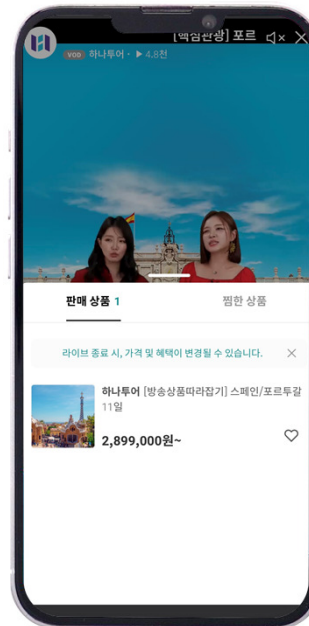 [핵심관광] 포르
VOD 하나투어 · ▶ 4.8천
판매 상품 1
찜한 상품
라이브 종료 시, 가격 및 혜택이 변경될 수 있습니다.
하나투어 [방송상품따라잡기] 스페인/포르투갈
11일
2,899,000원~